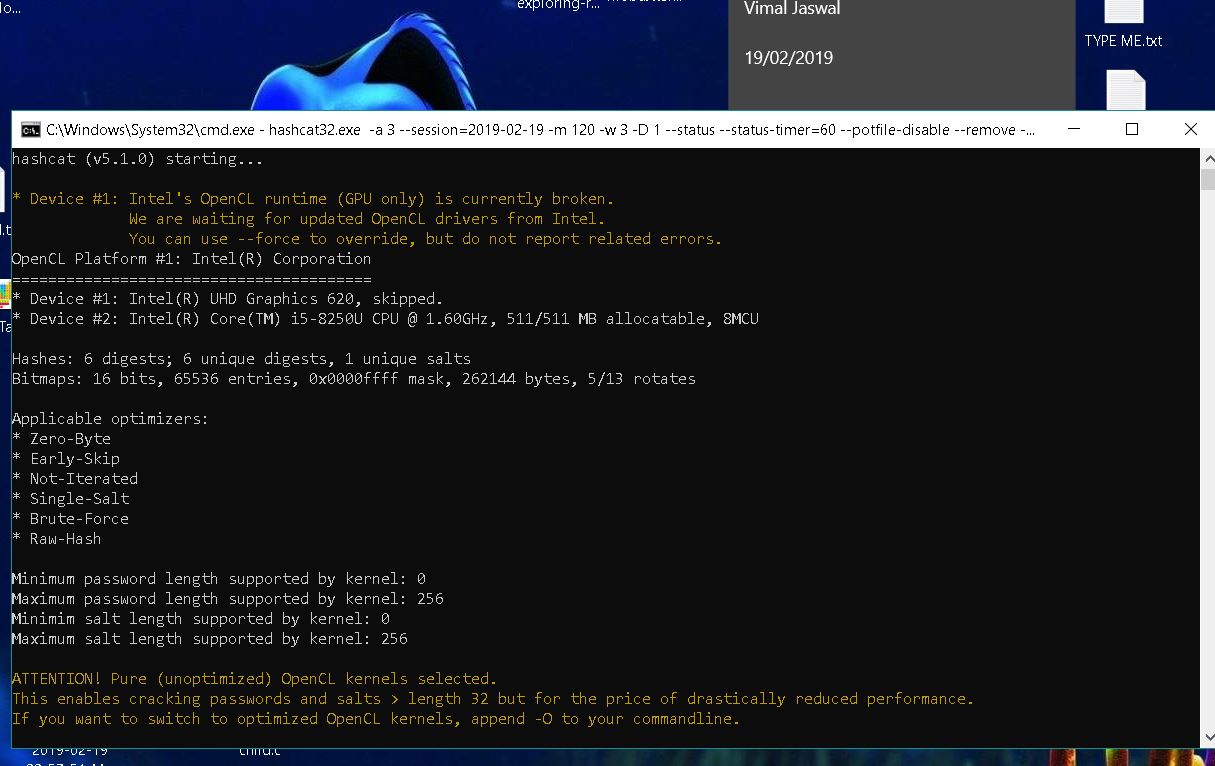 exploring-r...
Vimal Jaswal
19/02/2019
TYPE ME.txt
C:\Windows\System32\cmd.exe - hashcat32.exe -a 3 --session=2019-02-19 -m 120 -w 3 -D 1 --status --status-timer=60 --potfile-disable --remove -...
hashcat (v5.1.0) starting...
* Device #1: Intel's OpenCL runtime (GPU only) is currently broken.
We are waiting for updated OpenCL drivers from Intel.
You can use --force to override, but do not report related errors.
OpenCL Platform #1: Intel(R) Corporation
========================================
* Device #1: Intel(R) UHD Graphics 620, skipped.
* Device #2: Intel(R) Core(TM) i5-8250U CPU @ 1.60GHz, 511/511 MB allocatable, 8MCU
Hashes: 6 digests; 6 unique digests, 1 unique salts
Bitmaps: 16 bits, 65536 entries, 0x0000ffff mask, 262144 bytes, 5/13 rotates
Applicable optimizers:
* Zero-Byte
* Early-Skip
* Not-Iterated
* Single-Salt
* Brute-Force
* Raw-Hash
Minimum password length supported by kernel: 0
Maximum password length supported by kernel: 256
Minimim salt length supported by kernel: 0
Maximum salt length supported by kernel: 256
ATTENTION! Pure (unoptimized) OpenCL kernels selected.
This enables cracking passwords and salts > length 32 but for the price of drastically reduced performance.
If you want to switch to optimized OpenCL kernels, append -O to your commandline.
2019-02-19